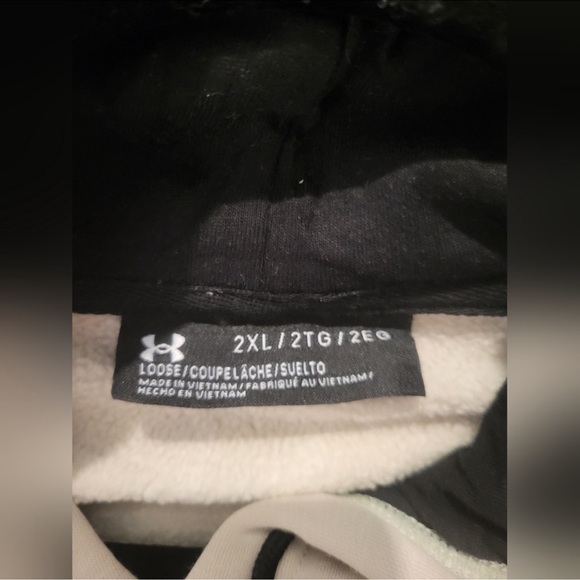 2XL/2TG/2EG
LOOSE/COUPE LÂCHE/SUELTO
MADE IN VIETNAM/FABRIQUÉ AU VIETNAM/
HECHO EN VIETNAM